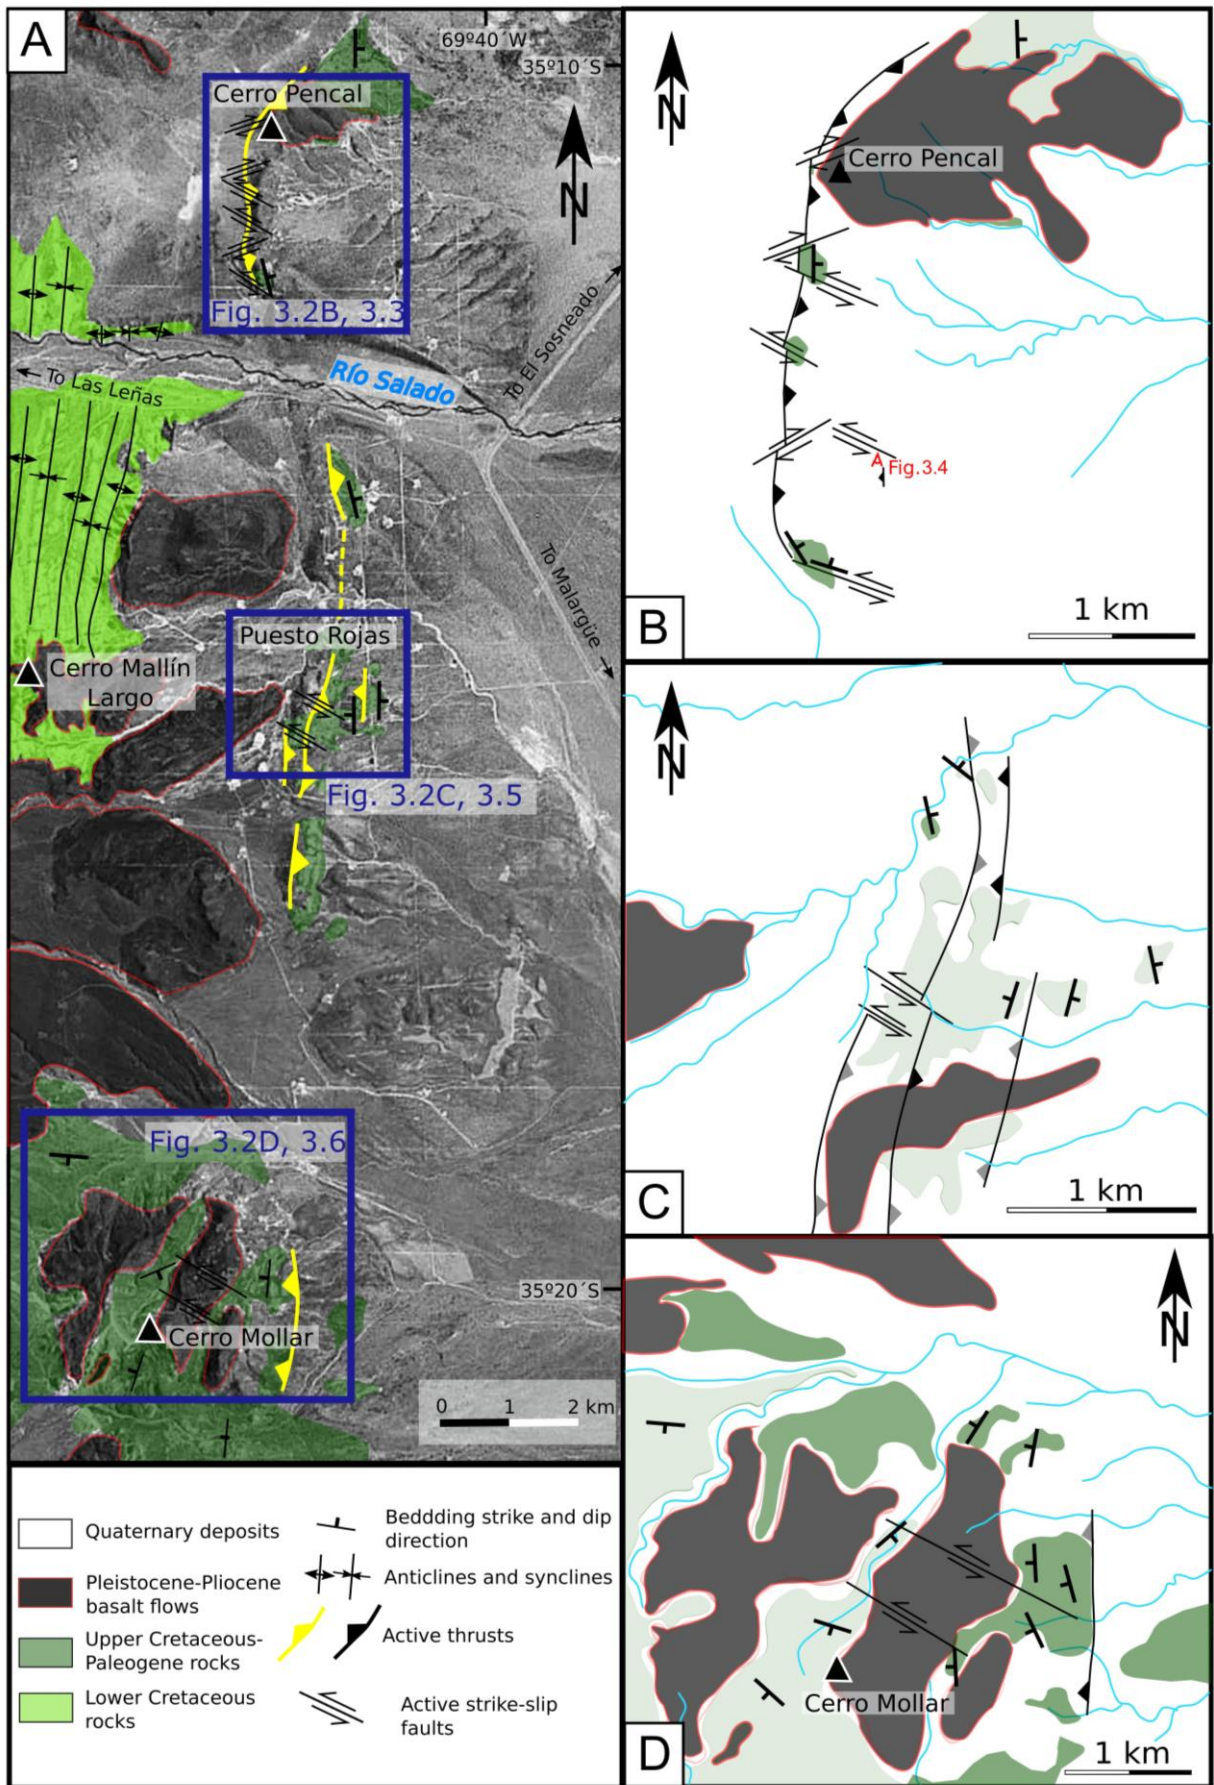 A
69º40´W
35º10´S
Cerro Pencal
N
Fig. 3.2B, 3.3
To El Sosneado
To Las Leñas
Río Salado
To Malargüe
Puesto Rojas
Cerro Mallín
Largo
Fig. 3.2C, 3.5
Fig. 3.2D, 3.6
35º20´S
Cerro Mollar
0 1 2 km
Quaternary deposits
Pleistocene-Pliocene
basalt flows
Upper Cretaceous-
Paleogene rocks
Lower Cretaceous
rocks
Beddding strike and dip
direction
Anticlines and synclines
Active thrusts
Active strike-slip
faults
N
Cerro Pencal
A Fig.3.4
1 km
B
N
1 km
C
N
Cerro Mollar
1 km
D